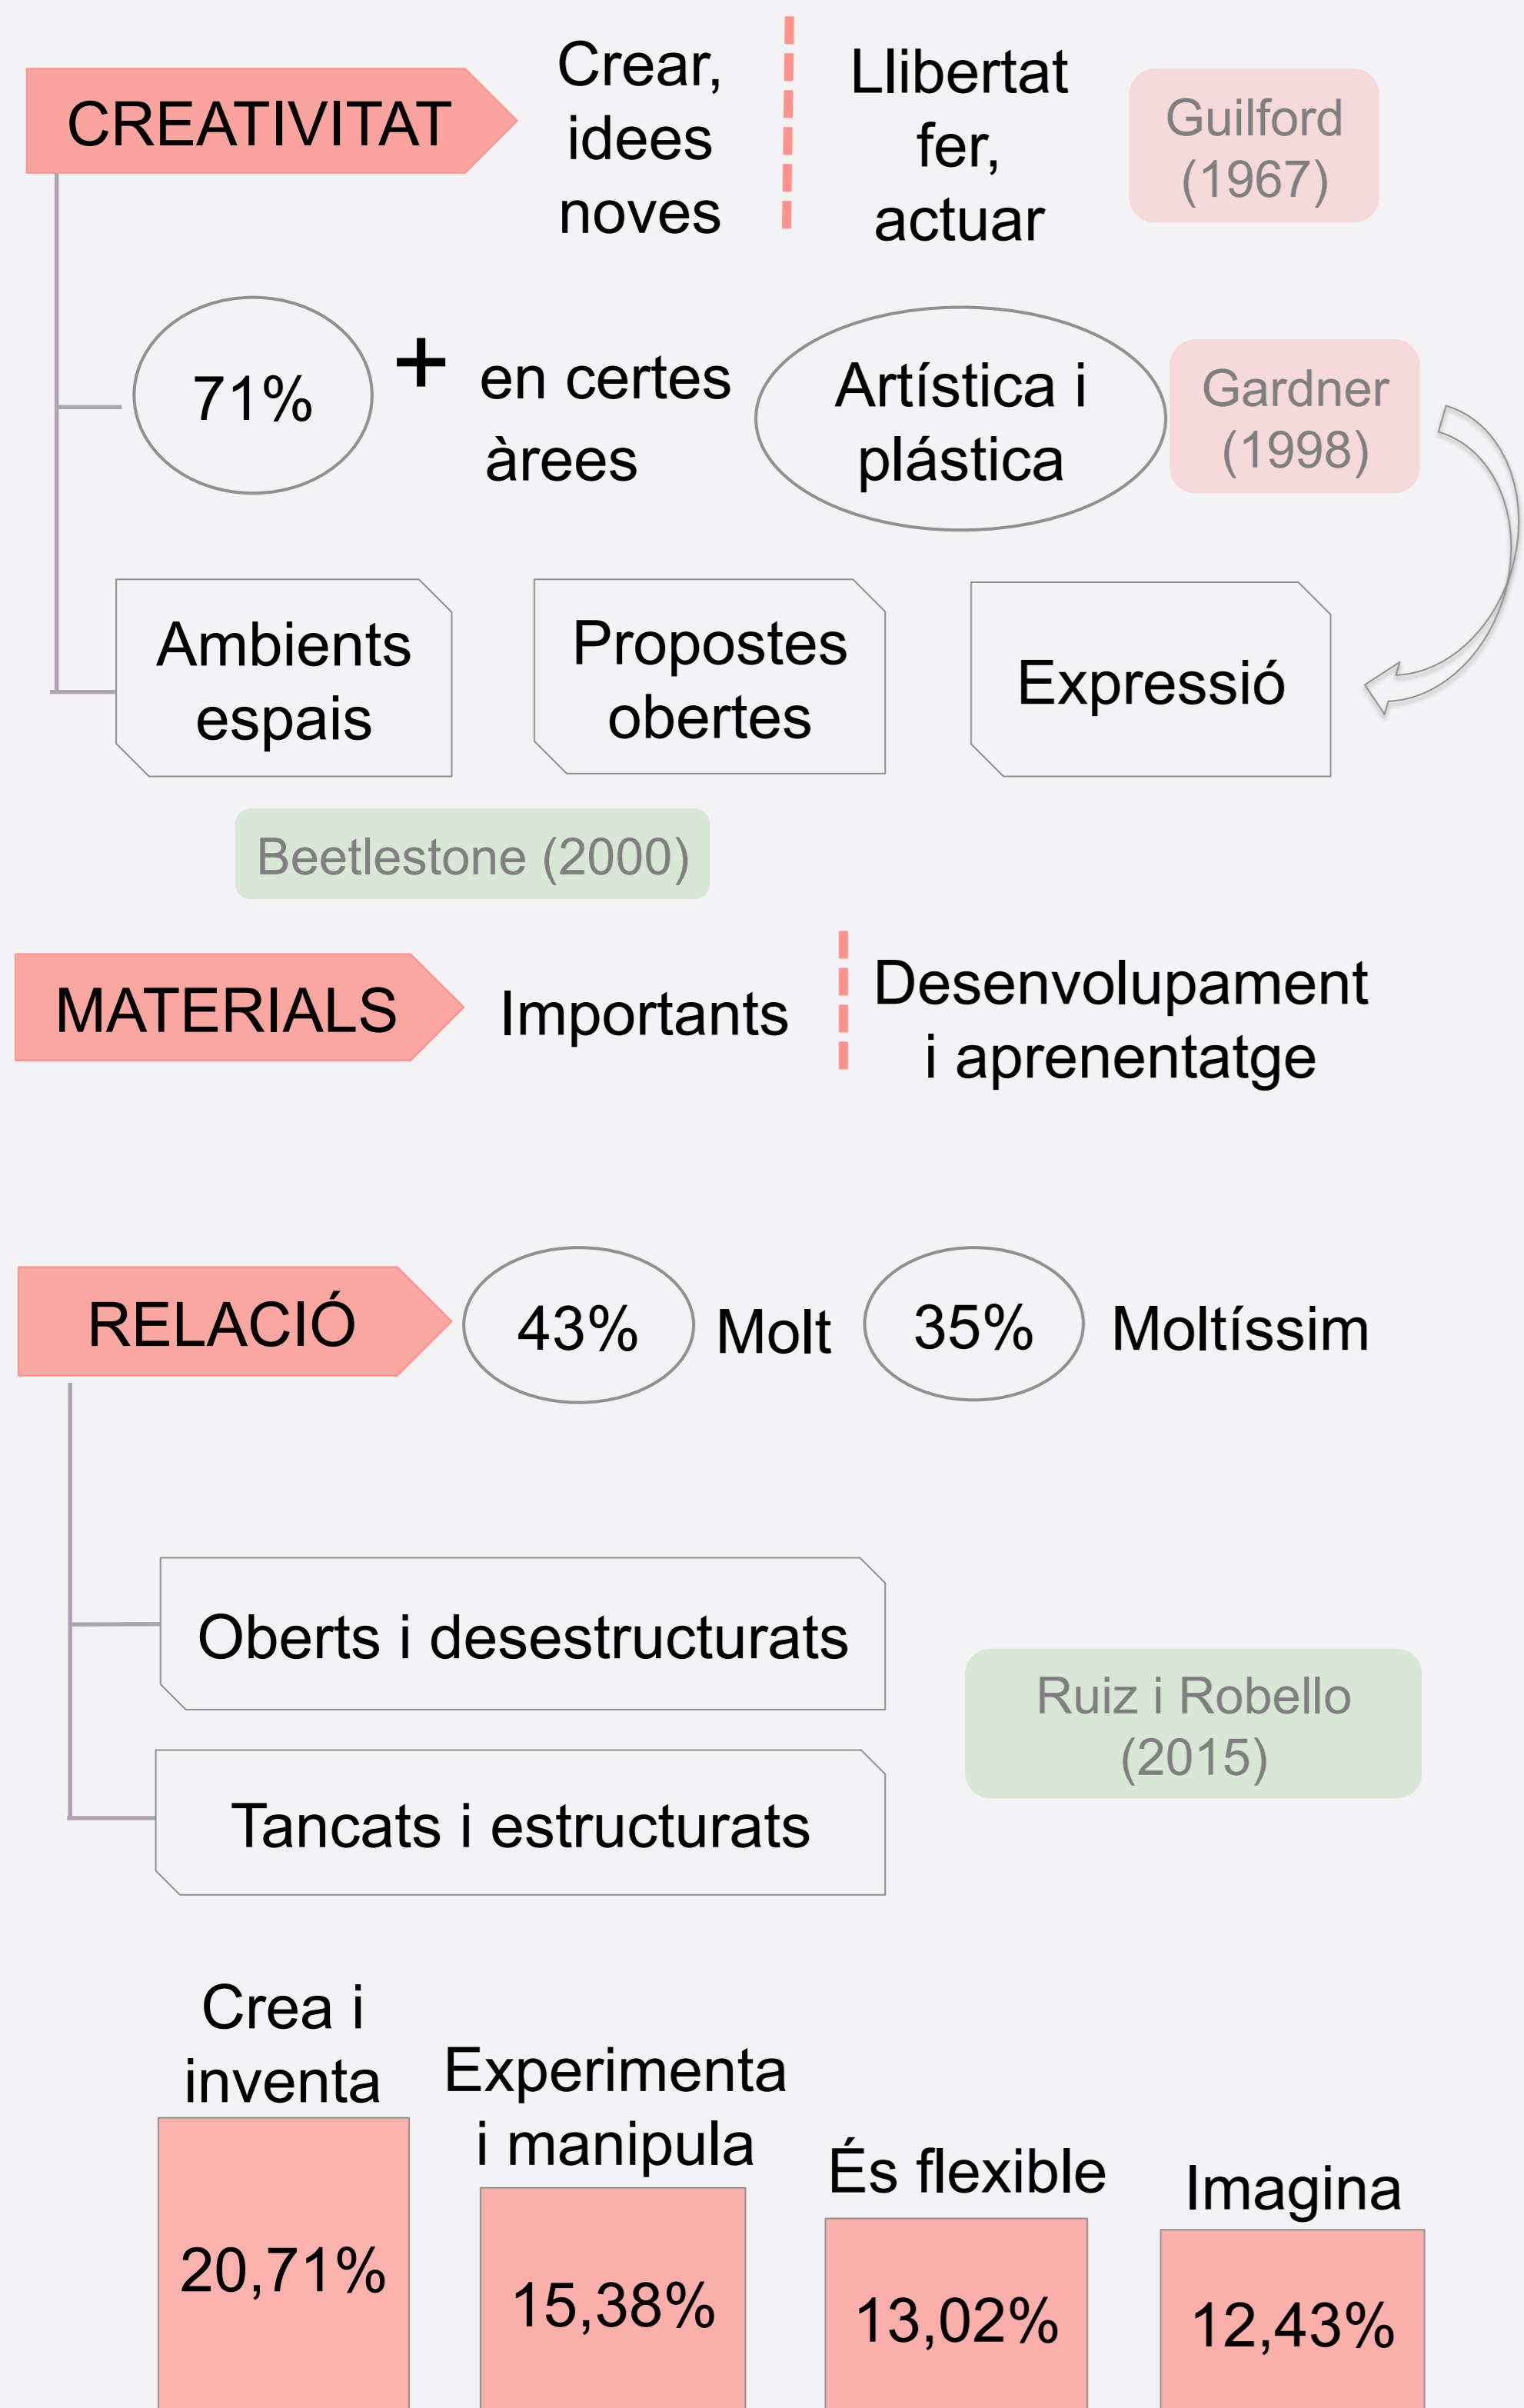 CREATIVITAT
Crear,
idees
noves
Llibertat
fer,
actuar
Guilford
(1967)
71%
+ en certes
àrees
Artística i
plástica
Gardner
(1998)
Ambients
espais
Propostes
obertes
Expressió
Beetlestone (2000)
MATERIALS
Importants
Desenvolupament
i aprenentatge
RELACIÓ
43%
Molt
35%
Moltíssim
Oberts i desestructurats
Ruiz i Robello
(2015)
Tancats i estructurats
Crea i
inventa
20,71%
Experimenta
i manipula
15,38%
És flexible
13,02%
Imagina
12,43%